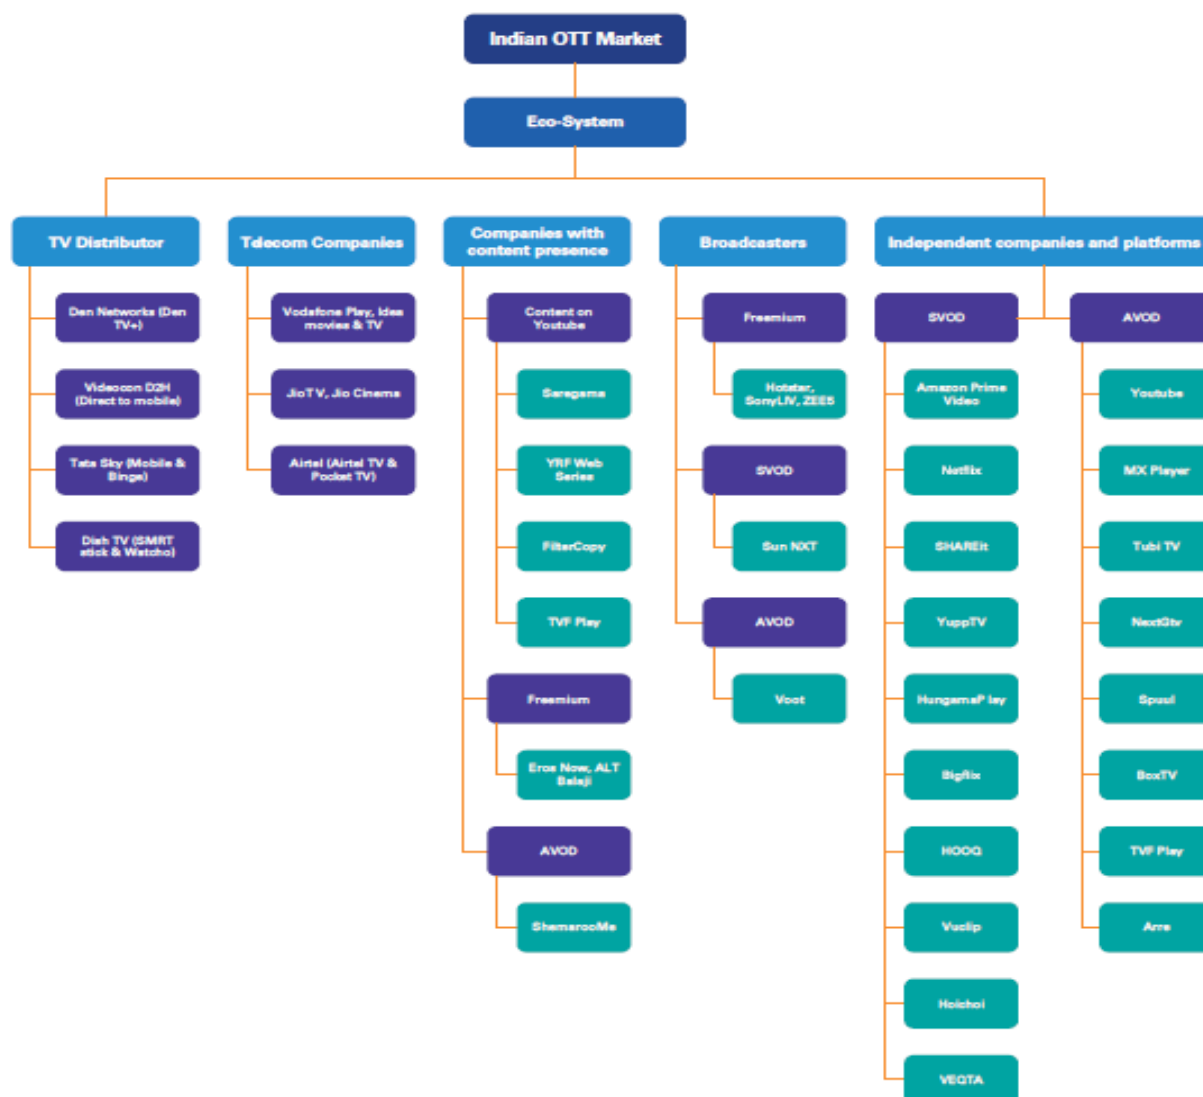 Indian OTT Market
Eco-System
TV Distributor
Den Networks (Den
TV+)
Videocon D2H
(Direct to mobile)
Tata Sky (Mobile &
Binge)
Dish TV (SMRT
stick & Watcho)
Telecom Companies
Vodafone Play, Idea
movies & TV
JioTV, Jio Cinema
Airtel (Airtel TV &
Pocket TV)
Companies with
content presence
Content on
Youtube
Saregama
YRF Web
Series
FilterCopy
TVF Play
Freemium
Eros Now, ALT
Balaji
AVOD
ShemarooMe
Broadcasters
Freemium
Hotstar,
SonyLIV, ZEE5
SVOD
Sun NXT
AVOD
Voot
Independent companies and platforms
SVOD
Amazon Prime
Video
Netflix
SHAREit
YuppTV
HungamaPlay
Bigflix
HOOQ
Vuclip
Hoichoi
VEQTA
AVOD
Youtube
MX Player
Tubi TV
NextGtv
Spuul
BoxTV
TVF Play
Arre